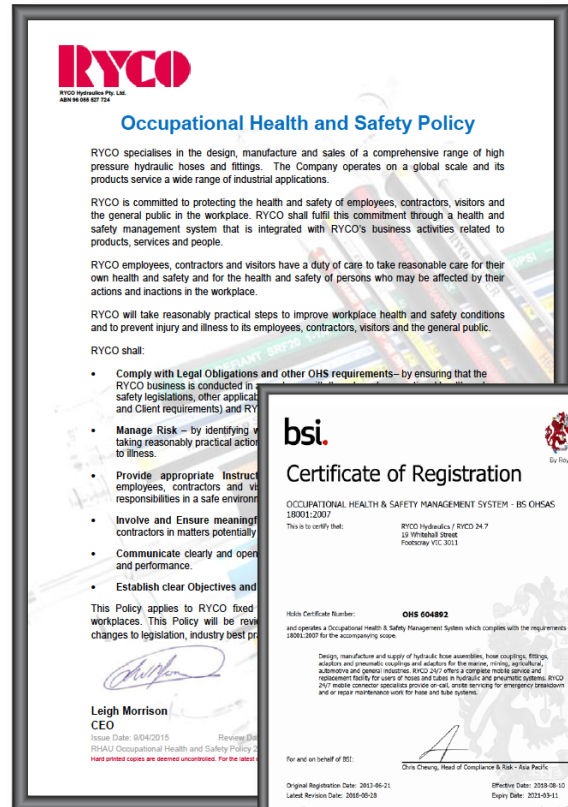 RYCO
RYCO Hydraulics Pty. Ltd.
ABN 96 088 627 724
Occupational Health and Safety Policy
RYCO specialises in the design, manufacture and sales of a comprehensive range of high
pressure hydraulic hoses and fittings. The Company operates on a global scale and its
products service a wide range of industrial applications.
RYCO is committed to protecting the health and safety of employees, contractors, visitors and
the general public in the workplace. RYCO shall fulfil this commitment through a health and
safety management system that is integrated with RYCO's business activities related to
products, services and people.
RYCO employees, contractors and visitors have a duty of care to take reasonable care for their
own health and safety and for the health and safety of persons who may be affected by their
actions and inactions in the workplace.
RYCO will take reasonably practical steps to improve workplace health and safety conditions
and to prevent injury and illness to its employees, contractors, visitors and the general public.
RYCO shall:
• Comply with Legal Obligations and other OHS requirements– by ensuring that the
RYCO business is conducted in
safety legislations, other
and Client requirements) and
• Manage Risk – by identifying
taking reasonably practical
to illness.
• Provide appropriate
employees, contractors and
responsibilities in a safe
• Involve and Ensure
contractors in matters potentially
• Communicate clearly and
and performance.
• Establish clear Objectives and
This Policy applies to RYCO fixed
workplaces. This Policy will be
changes to legislation, industry best
Leigh Morrison
CEO
Issue Date: 9/04/2015 Review
RHAU Occupational Health and Safety Policy
Hard printed copies are deemed uncontrolled. For the latest
bsi.
By
Certificate of Registration
OCCUPATIONAL HEALTH & SAFETY MANAGEMENT SYSTEM - BS OHSAS
18001:2007
This is to certify that: RYCO Hydraulics / RYCO 24.7
19 Whitehall Street
Footscray VIC 3011
Holds Certificate Number: OHS 604892
and operates a Occupational Health & Safety Management System which complies with the requirements
18001:2007 for the accompanying scope.
Design, manufacture and supply of hydraulic hose assemblies, hose couplings, fittings,
adaptors and pneumatic couplings and adaptors for the marine, mining, agricultural,
automotive and general industries. RYCO 24/7 offers a complete mobile service and
replacement facility for users of hoses and tubes in hydraulic and pneumatic systems. RYCO
24/7 mobile connector specialists provide on-call, onsite servicing for emergency breakdown
and or repair maintenance work for hose and tube systems.
For and on behalf of BSI:
Chris Cheung, Head of Compliance & Risk - Asia Pacific
Original Registration Date: 2013-06-21 Effective Date: 2018-08-10
Latest Revision Date: 2018-08-28 Expiry Date: 2021-03-11